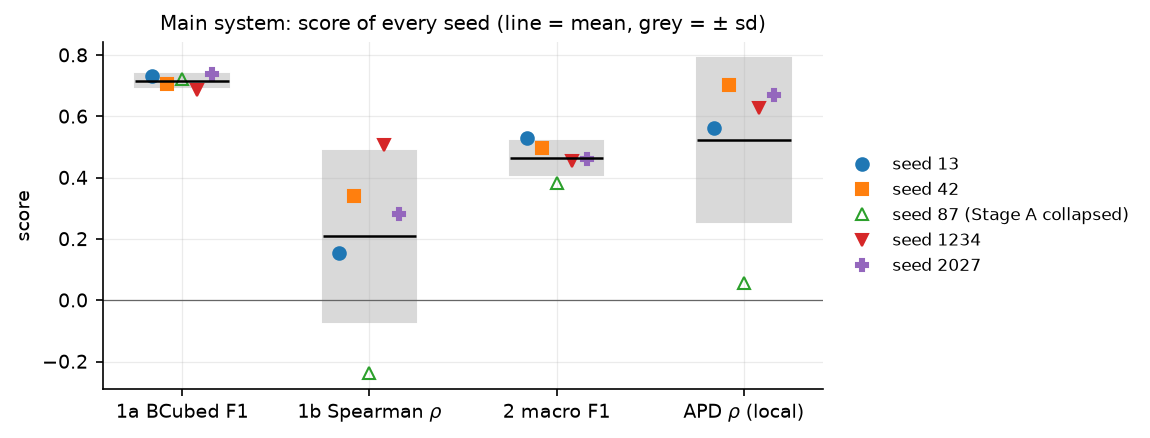 Main system: score of every seed (line = mean, grey = ± sd)
score
0.8
0.6
0.4
0.2
0.0
−0.2
1a BCubed F1
1b Spearman ρ
2 macro F1
APD ρ (local)
seed 13
seed 42
seed 87 (Stage A collapsed)
seed 1234
seed 2027